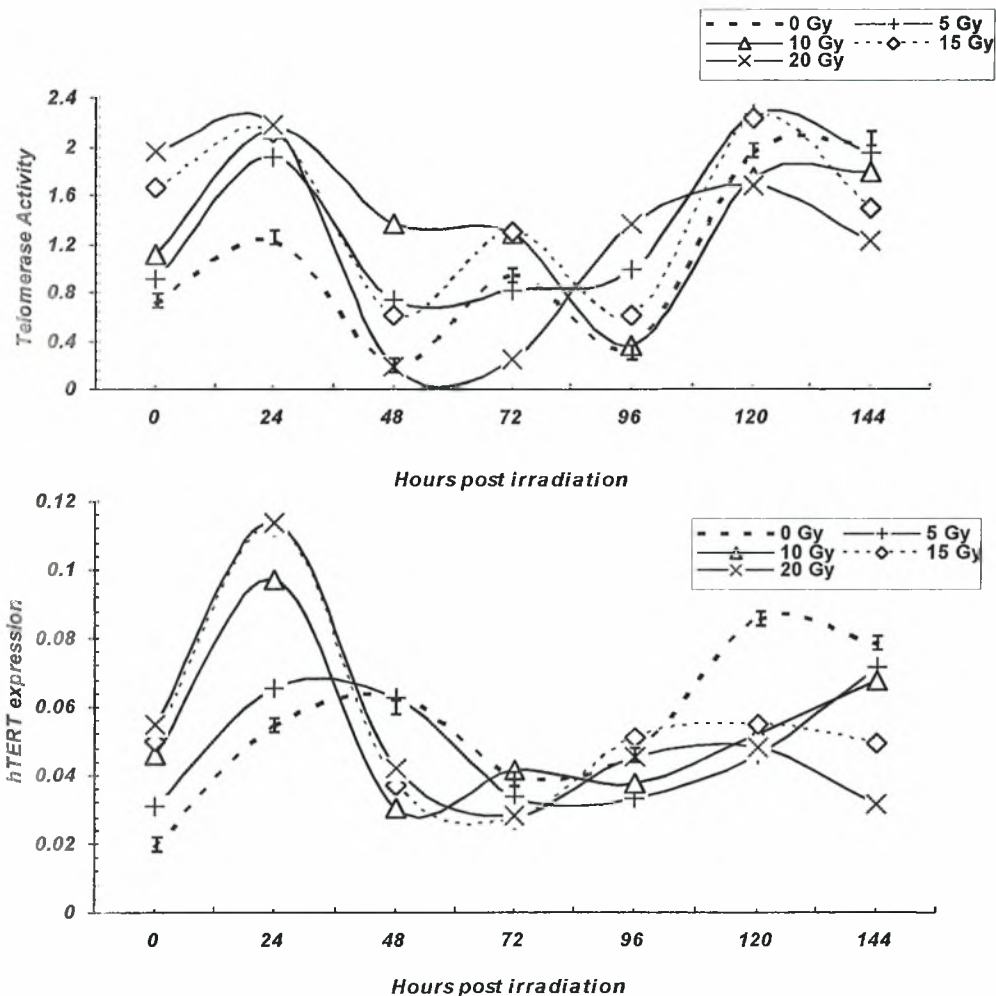 0 Gy 5 Gy
10 Gy 15 Gy
20 Gy
Telomerase Activity
2.4
2
1.6
1.2
0.8
0.4
0
0 24 48 72 96 120 144
Hours post irradiation
0 Gy 5 Gy
10 Gy 15 Gy
20 Gy
hTERT expression
0.12
0.1
0.08
0.06
0.04
0.02
0
0 24 48 72 96 120 144
Hours post irradiation